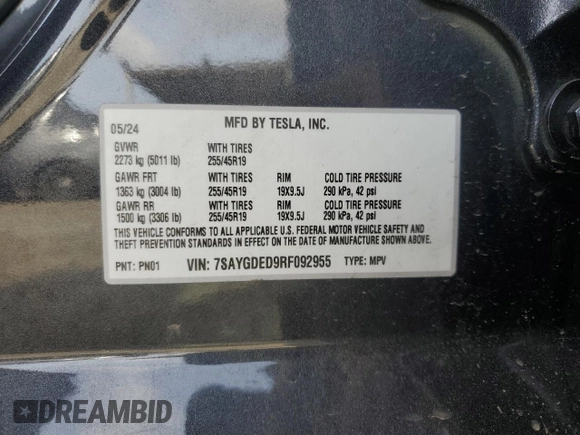 05/24 MFD BY TESLA, INC.
GVWR WITH TIRES
2273 kg (5011 lb) 255/45R19
GAWR FRT WITH TIRES RIM COLD TIRE PRESSURE
1363 kg (3004 lb) 255/45R19 19X9.5J 290 kPa, 42 psi
GAWR RR WITH TIRES RIM COLD TIRE PRESSURE
1500 kg (3306 lb) 255/45R19 19X9.5J 290 kPa, 42 psi
THIS VEHICLE CONFORMS TO ALL APPLICABLE U.S. FEDERAL MOTOR VEHICLE SAFETY AND
THEFT PREVENTION STANDARDS IN EFFECT ON THE DATE OF MANUFACTURE SHOWN ABOVE.
PNT: PN01 VIN: 7SAYGDED9RF092955 TYPE: MPV
DREAMBID